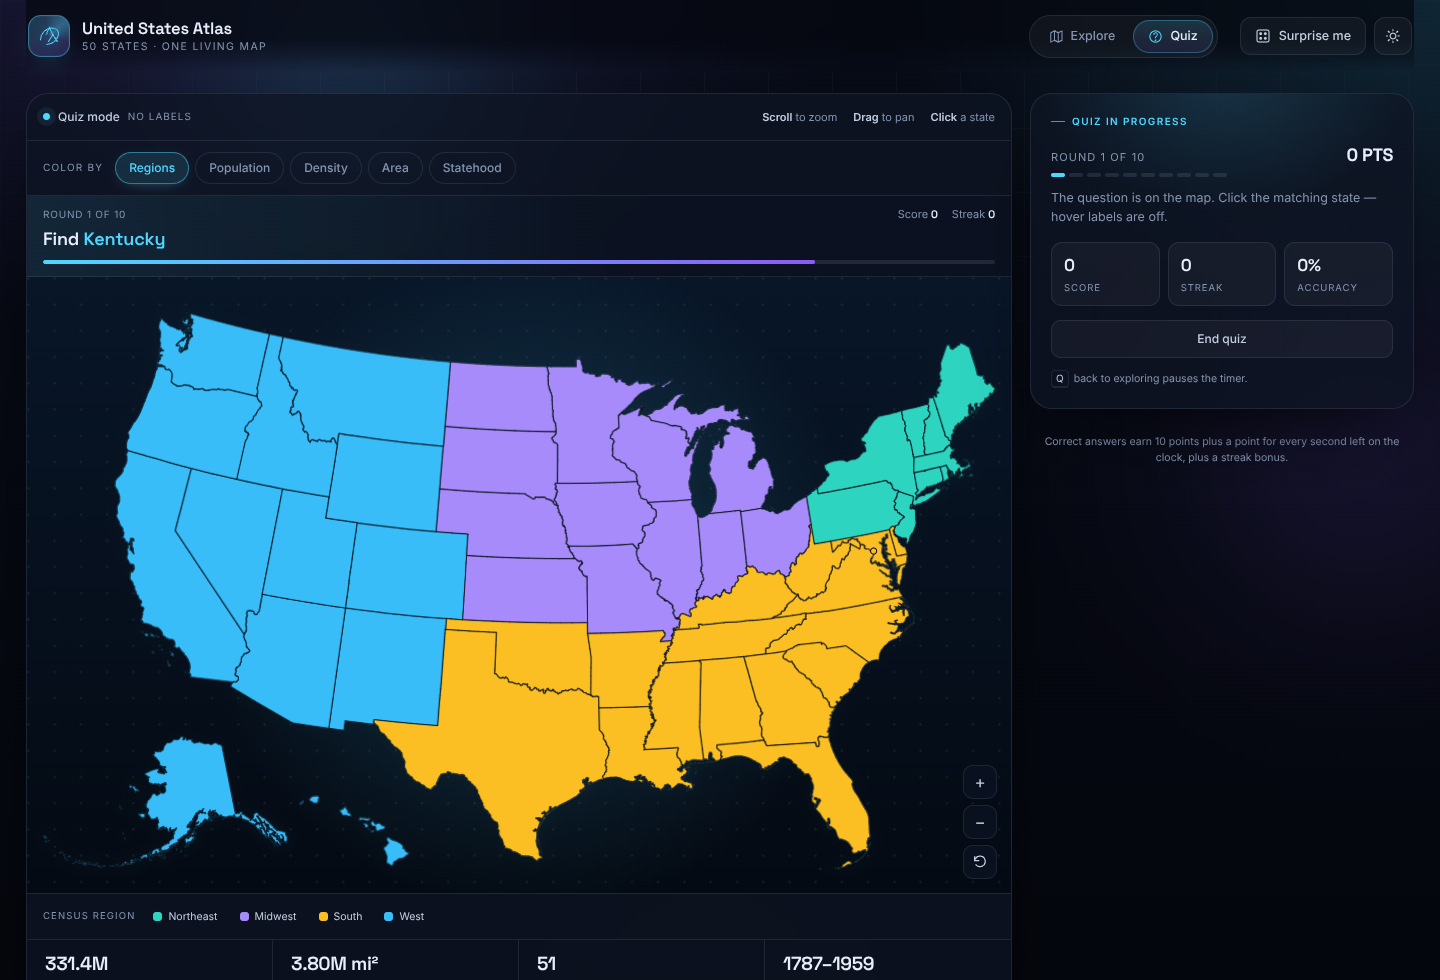 United States Atlas
50 STATES · ONE LIVING MAP
Explore
Quiz
Surprise me
Quiz mode NO LABELS
Scroll to zoom Drag to pan Click a state
COLOR BY Regions Population Density Area Statehood
ROUND 1 OF 10
Score 0 Streak 0
Find Kentucky
+
−
CENSUS REGION Northeast Midwest South West
331.4M 3.80M mi² 51 1787–1959
— QUIZ IN PROGRESS
ROUND 1 OF 10
0 PTS
The question is on the map. Click the matching state —
hover labels are off.
0 0 0%
SCORE STREAK ACCURACY
End quiz
Q back to exploring pauses the timer.
Correct answers earn 10 points plus a point for every second left on the
clock, plus a streak bonus.